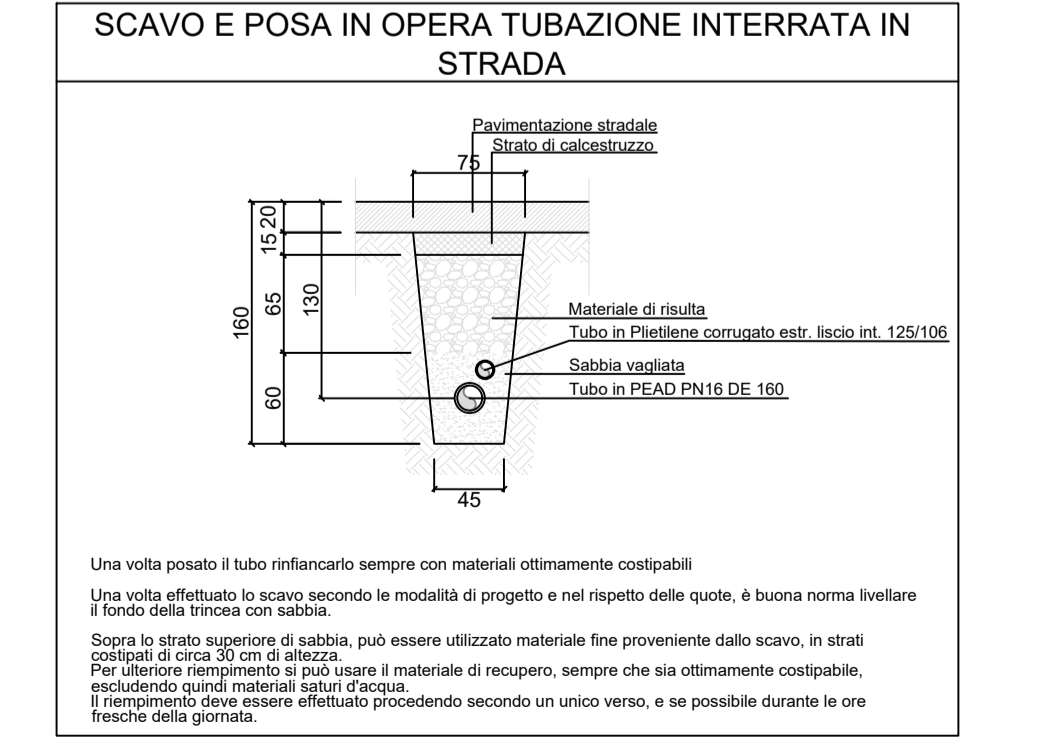 SCAVO E POSA IN OPERA TUBAZIONE INTERRATA IN
STRADA
Pavimentazione stradale
Strato di calcestruzzo
75
20
15
65
130
160
60
Materiale di risulta
Tubo in Plietilene corrugato estr. liscio int. 125/106
Sabbia vagliata
Tubo in PEAD PN16 DE 160
45
Una volta posato il tubo rinfiancarlo sempre con materiali ottimamente costipabili
Una volta effettuato lo scavo secondo le modalità di progetto e nel rispetto delle quote, è buona norma livellare
il fondo della trincea con sabbia.
Sopra lo strato superiore di sabbia, può essere utilizzato materiale fine proveniente dallo scavo, in strati
costipati di circa 30 cm di altezza.
Per ulteriore riempimento si può usare il materiale di recupero, sempre che sia ottimamente costipabile,
escludendo quindi materiali saturi d'acqua.
Il riempimento deve essere effettuato procedendo secondo un unico verso, e se possibile durante le ore
fresche della giornata.